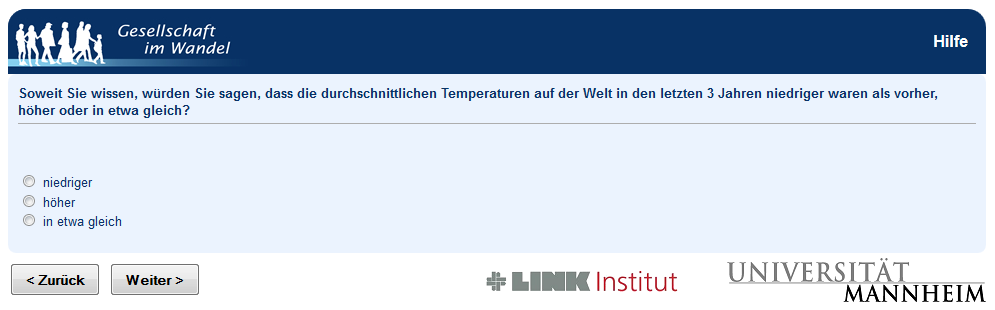 Gesellschaft
im Wandel
Hilfe
Soweit Sie wissen, würden Sie sagen, dass die durchschnittlichen Temperaturen auf der Welt in den letzten 3 Jahren niedriger waren als vorher,
höher oder in etwa gleich?
niedriger
höher
in etwa gleich
< Zurück
Weiter >
LINK Institut
UNIVERSITÄT
MANNHEIM